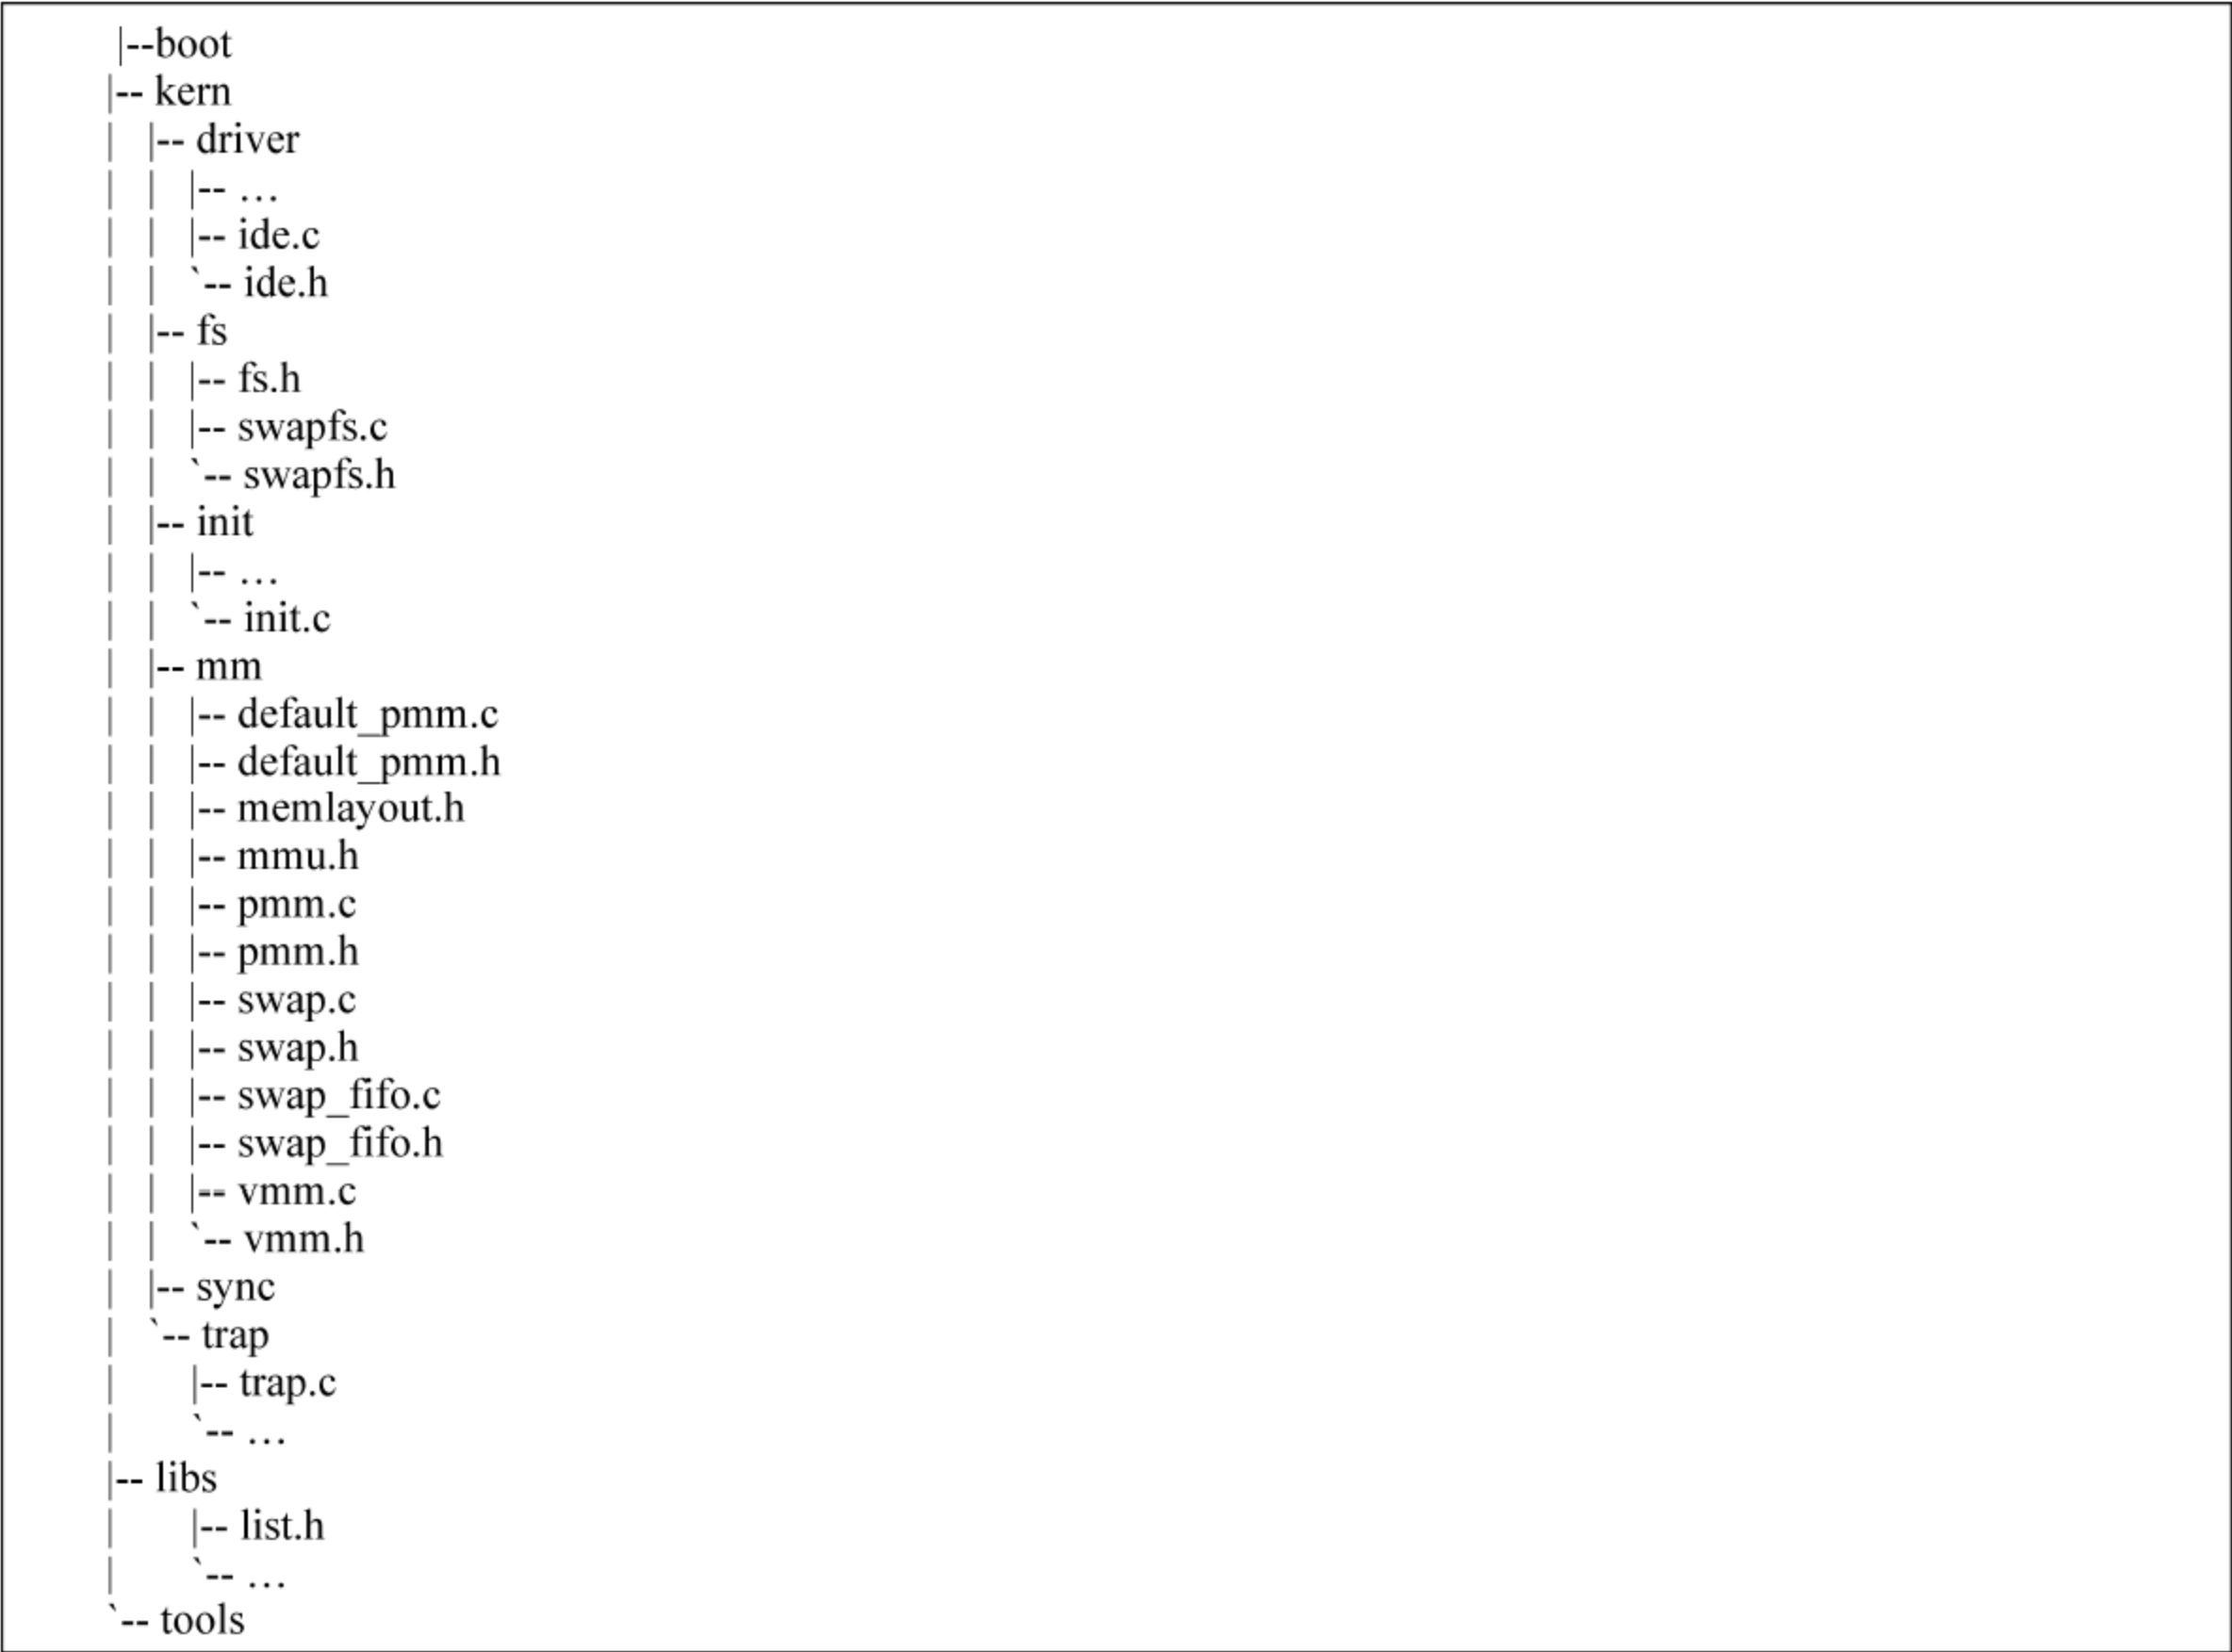 |--boot
|-- kern
|   |-- driver
|   |   |-- …
|   |   |-- ide.c
|   |   `-- ide.h
|   |-- fs
|   |   |-- fs.h
|   |   |-- swapfs.c
|   |   `-- swapfs.h
|   |-- init
|   |   |-- …
|   |   `-- init.c
|   |-- mm
|   |   |-- default_pmm.c
|   |   |-- default_pmm.h
|   |   |-- memlayout.h
|   |   |-- mmu.h
|   |   |-- pmm.c
|   |   |-- pmm.h
|   |   |-- swap.c
|   |   |-- swap.h
|   |   |-- swap_fifo.c
|   |   |-- swap_fifo.h
|   |   |-- vmm.c
|   |   `-- vmm.h
|   |-- sync
|   `-- trap
|       |-- trap.c
|       `-- …
|-- libs
|       |-- list.h
|       `-- …
`-- tools